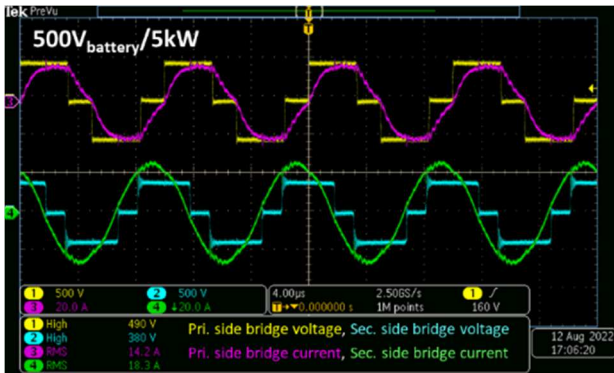 Tek PreVu
T
500V battery/5kW
3
4
1 500 V 2 500 V 4.00μs 2.50GS/s 1 ∫
3 20.0 A 4 ↓20.0 A T→▼0.000000 s 1M points 160 V
1 High 490 V Pri. side bridge voltage, Sec. side bridge voltage
2 High 380 V
3 RMS 14.2 A Pri. side bridge current, Sec. side bridge current
4 RMS 18.3 A
12 Aug 2022
17:06:20